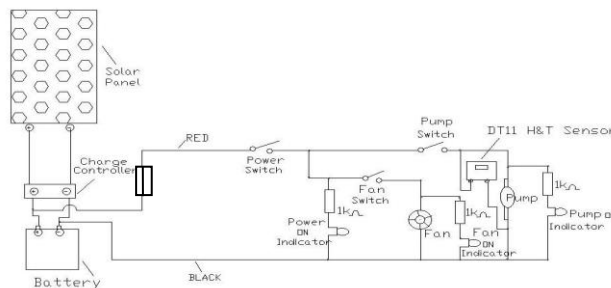 Solar
Panel
RED
Pump
Switch
DT11 H&T Sensor
Charge
Controller
Power
Switch
Fan
Switch
1kΩ
Power
ON
Indicator
Fan
1kΩ
Fan
ON
Indicator
Pump
1kΩ
Pump
Indicator
Battery
BLACK